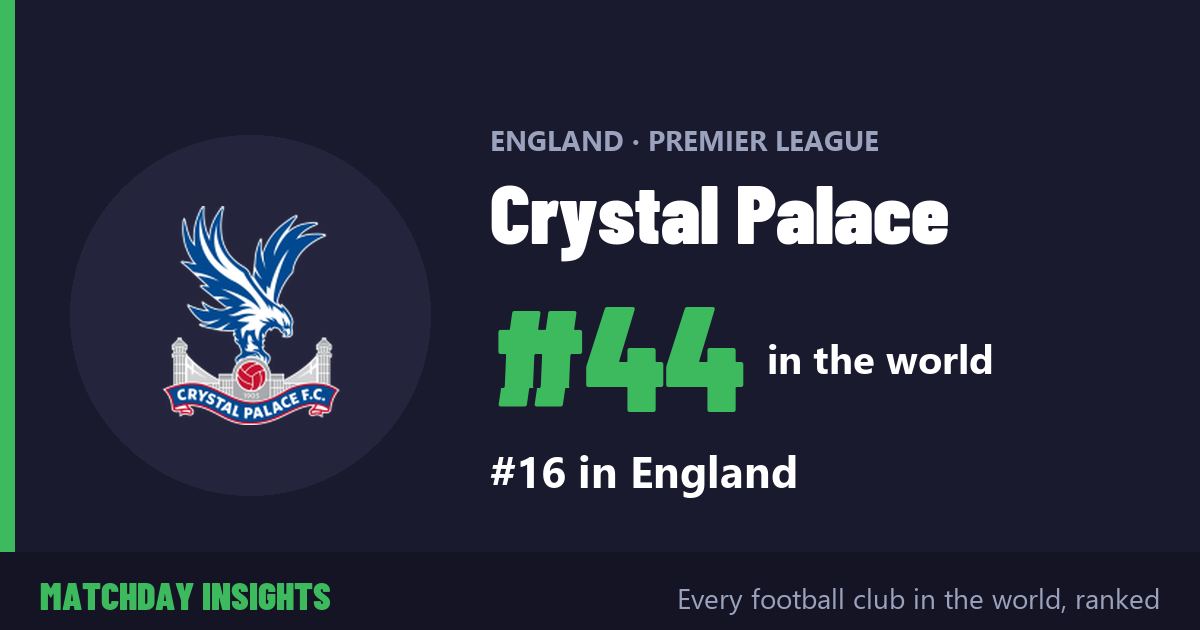 ENGLAND · PREMIER LEAGUE
Crystal Palace
#44 in the world
#16 in England
1905
CRYSTAL PALACE F.C.
MATCHDAY INSIGHTS
Every football club in the world, ranked